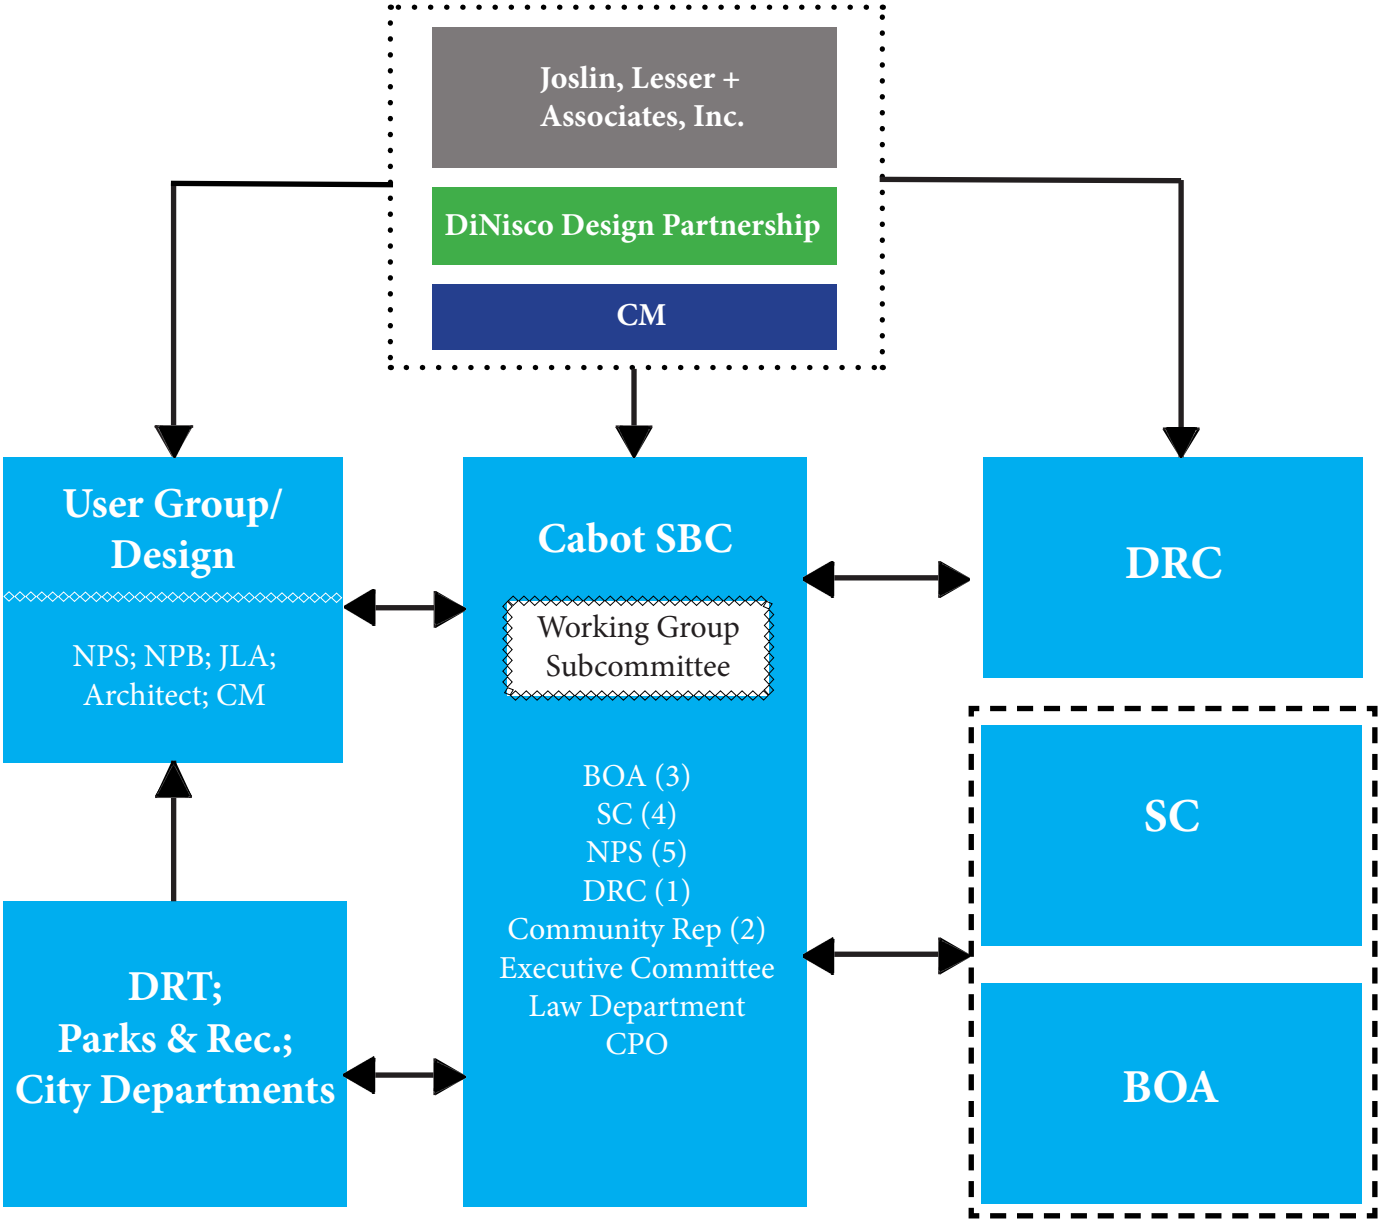 Joslin, Lesser +
Associates, Inc.
DiNisco Design Partnership
CM
User Group/
Design
NPS; NPB; JLA;
Architect; CM
Cabot SBC
Working Group
Subcommittee
BOA (3)
SC (4)
NPS (5)
DRC (1)
Community Rep (2)
Executive Committee
Law Department
CPO
DRC
SC
BOA
DRT;
Parks & Rec.;
City Departments